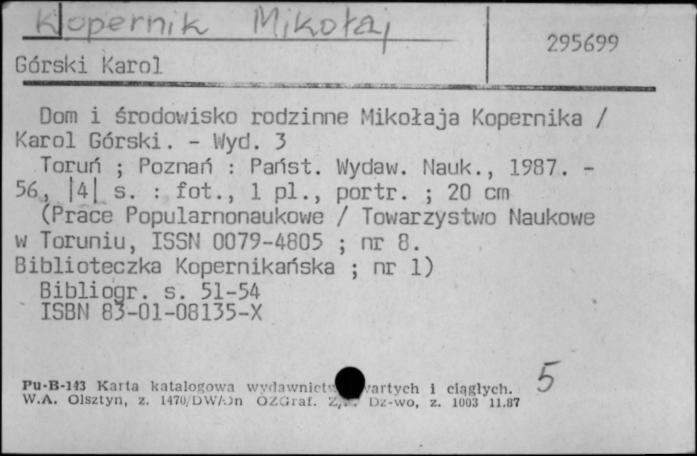 Kopernik Mikołaj
295699
Górski Karol
Dom i środowisko rodzinne Mikołaja Kopernika /
Karol Górski. - Wyd. 3
Toruń ; Poznań : Państ. Wydaw. Nauk., 1987. -
56, |4| s. : fot., 1 pl., portr. ; 20 cm
(Prace Popularnonaukowe / Towarzystwo Naukowe
w Toruniu, ISSN 0079-4805 ; nr 8.
Biblioteczka Kopernikańska ; nr 1)
Bibliogr. s. 51-54
ISBN 83-01-08135-X
5
Pu-B-143 Karta katalogowa wydawnictw zwartych i ciągłych.
W.A. Olsztyn, z. 1470/DWA/Jn OZGraf. Dz-wo, z. 1003 11.87